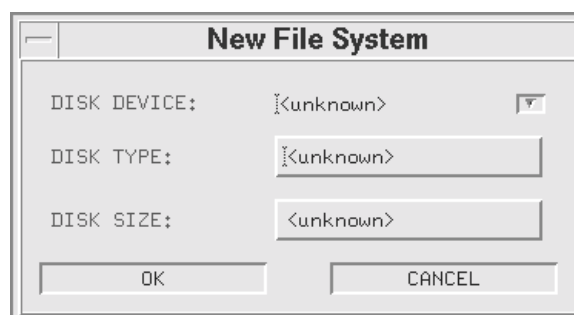 New File System
DISK DEVICE: <unknown>
DISK TYPE: <unknown>
DISK SIZE: <unknown>
OK CANCEL